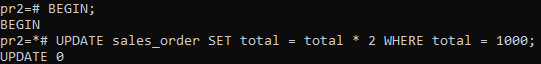 pr2=# BEGIN;
BEGIN
pr2=*# UPDATE sales_order SET total = total * 2 WHERE total = 1000;
UPDATE 0